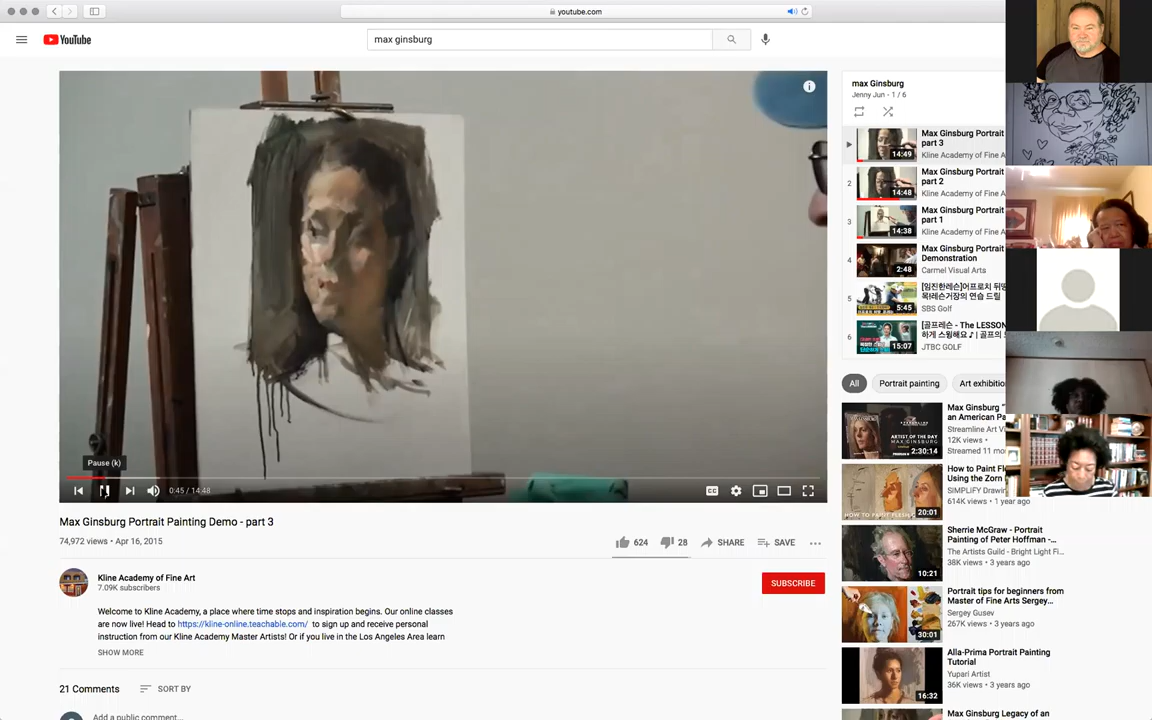 youtube.com
YouTube
max ginsburg
max Ginsburg
Jenny Jun - 1 / 6
Max Ginsburg Portrait
part 3
Kline Academy of Fine A
14:49
2
Max Ginsburg Portrait
part 2
Kline Academy of Fine A
14:48
3
Max Ginsburg Portrait
part 1
Kline Academy of Fine A
14:38
4
Max Ginsburg Portrait
Demonstration
Carmel Visual Arts
2:48
5
SBS Golf
5:45
6
JTBC GOLF
15:07
Pause (k)
0:45 / 14:48
CC
Max Ginsburg Portrait Painting Demo - part 3
74,972 views • Apr 16, 2015
624
28
SHARE
SAVE
Kline Academy of Fine Art
7.09K subscribers
SUBSCRIBE
Welcome to Kline Academy, a place where time stops and inspiration begins. Our online classes
are now live! Head to https://kline-online.teachable.com/ to sign up and receive personal
instruction from our Kline Academy Master Artists! Or if you live in the Los Angeles Area learn
SHOW MORE
21 Comments
SORT BY
Add a public comment...
All
Portrait painting
Art exhibitio
Max Ginsburg "
an American Pa
Streamline Art V
12K views •
Streamed 11 mo
ARTIST OF THE
DAY
MAX GINSBURG
2:30:14
How to Paint Fl
Using the Zorn
SIMPLIFY Drawin
614K views • 1 year ago
20:01
Sherrie McGraw - Portrait
Painting of Peter Hoffman -...
The Artists Guild - Bright Light Fi...
38K views • 3 years ago
10:21
Portrait tips for beginners from
Master of Fine Arts Sergey...
Sergey Gusev
267K views • 3 years ago
30:01
Alla-Prima Portrait Painting
Tutorial
Yupari Artist
36K views • 3 years ago
16:32
Max Ginsburg Legacy of an